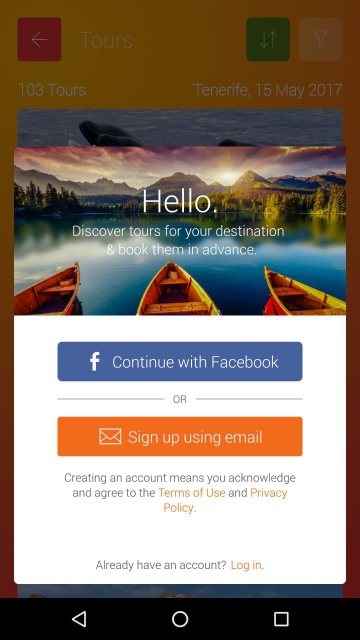 Tours
103 Tours
Tenerife, 15 May 2017
Hello.
Discover tours for your destination
& book them in advance.
Continue with Facebook
OR
Sign up using email
Creating an account means you acknowledge
and agree to the Terms of Use and Privacy
Policy.
Already have an account? Log in.